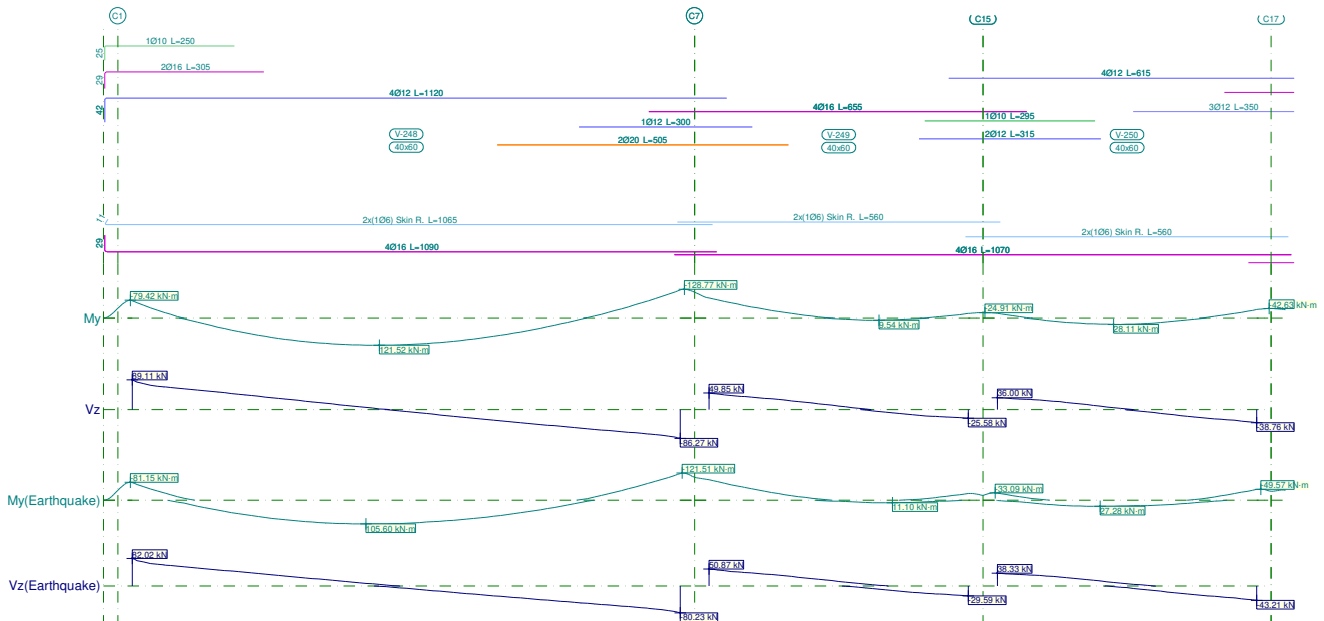 C1 C7 C15 C17
1Ø10 L=250
25
2Ø16 L=305
29
4Ø12 L=615
4Ø12 L=1120
42
4Ø16 L=655
3Ø12 L=350
1Ø10 L=295
1Ø12 L=300
V-248 V-249 V-250
2Ø12 L=315
2Ø20 L=505
40x60 40x60 40x60
11
2x(1Ø6) Skin R. L=1065
2x(1Ø6) Skin R. L=560
2x(1Ø6) Skin R. L=560
29
4Ø16 L=1090
4Ø16 L=1070
My
-79.42 kN·m
121.52 kN·m
-128.77 kN·m
9.54 kN·m
-24.91 kN·m
28.11 kN·m
-42.63 kN·m
Vz
89.11 kN
-86.27 kN
49.85 kN
-25.58 kN
36.00 kN
-38.76 kN
My(Earthquake)
-81.15 kN·m
105.60 kN·m
-121.51 kN·m
11.10 kN·m
-33.09 kN·m
27.28 kN·m
-49.57 kN·m
Vz(Earthquake)
82.02 kN
-80.23 kN
50.87 kN
-29.59 kN
38.33 kN
-43.21 kN